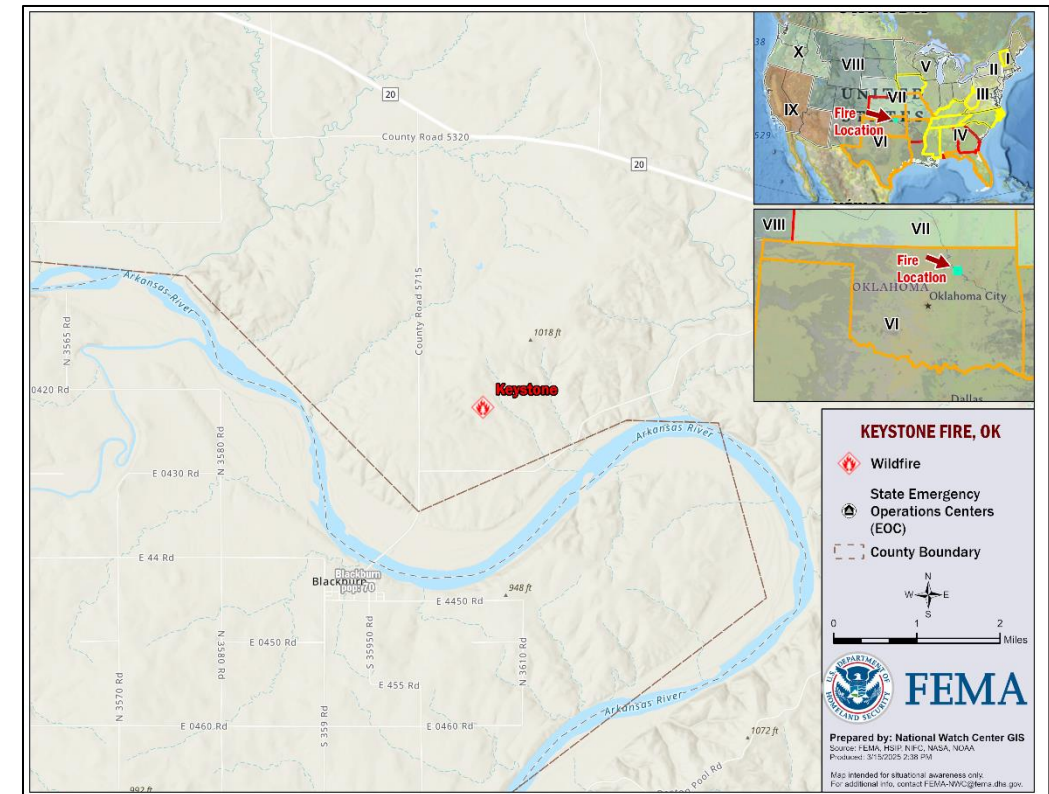 20
County Road 5320
20
Arkansas River
N 3565 Rd
County Road 5715
1018 ft
Keystone
0420 Rd
N 3580 Rd
Arkansas River
E 0430 Rd
E 44 Rd
Blackburn
Blackburn
pop: 70
948 ft
E 4450 Rd
E 0450 Rd
S 35950 Rd
N 3580 Rd
N 3610 Rd
N 3570 Rd
E 455 Rd
Arkansas River
S 359 Rd
E 0460 Rd
E 0460 Rd
1072 ft
992 ft
Pool Rd
38
529
X
VIII
V
II
I
III
VII
IX
UNITED
STATES
Fire
Location
VI
IV
VIII
VII
Fire
Location
OKLAHOMA
Oklahoma City
VI
Dallas
KEYSTONE FIRE, OK
Wildfire
State Emergency
Operations Centers
(EOC)
County Boundary
N
W E
S
0 1 2
Miles
U.S. DEPARTMENT OF
HOMELAND SECURITY
FEMA
Prepared by: National Watch Center GIS
Source: FEMA, HSIP, NIFC, NASA, NOAA
Produced: 3/15/2025 2:38 PM
Map intended for situational awareness only.
For additional info, contact FEMA-NWC@fema.dhs.gov.